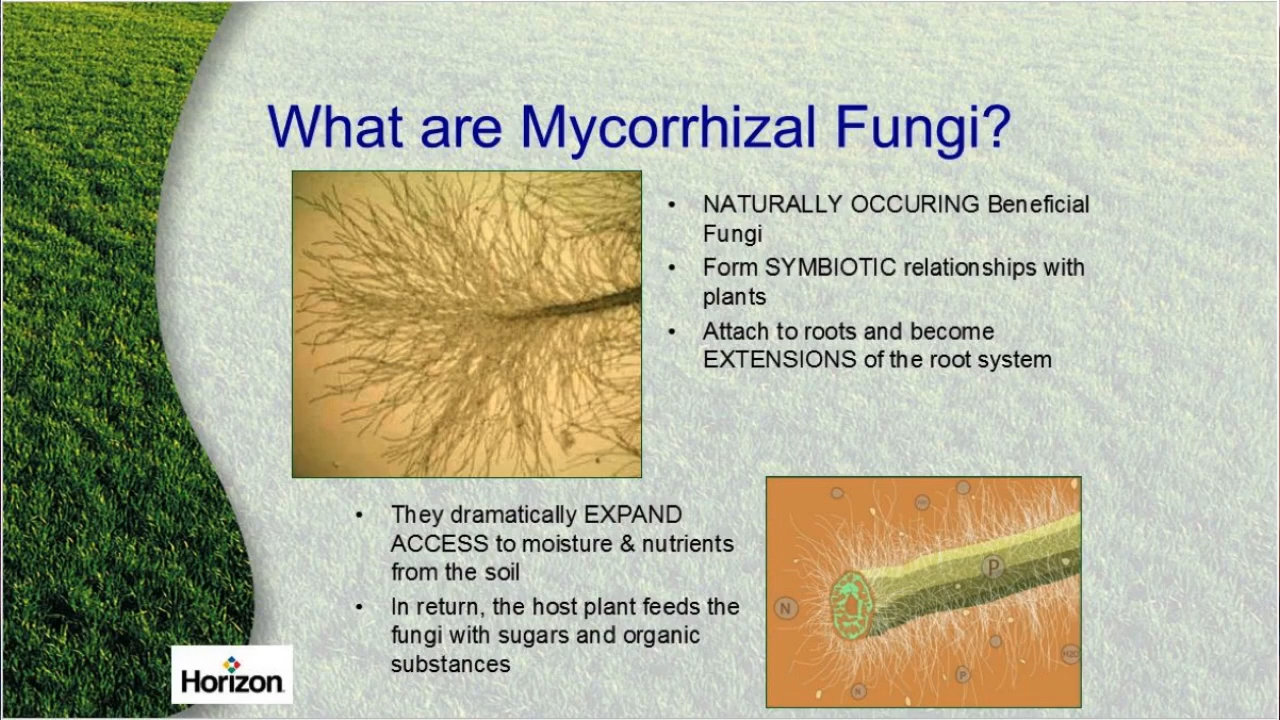 What are Mycorrhizal Fungi?
• NATURALLY OCCURING Beneficial
Fungi
• Form SYMBIOTIC relationships with
plants
• Attach to roots and become
EXTENSIONS of the root system
• They dramatically EXPAND
ACCESS to moisture & nutrients
from the soil
• In return, the host plant feeds the
fungi with sugars and organic
substances
P
N
P
N
Horizon